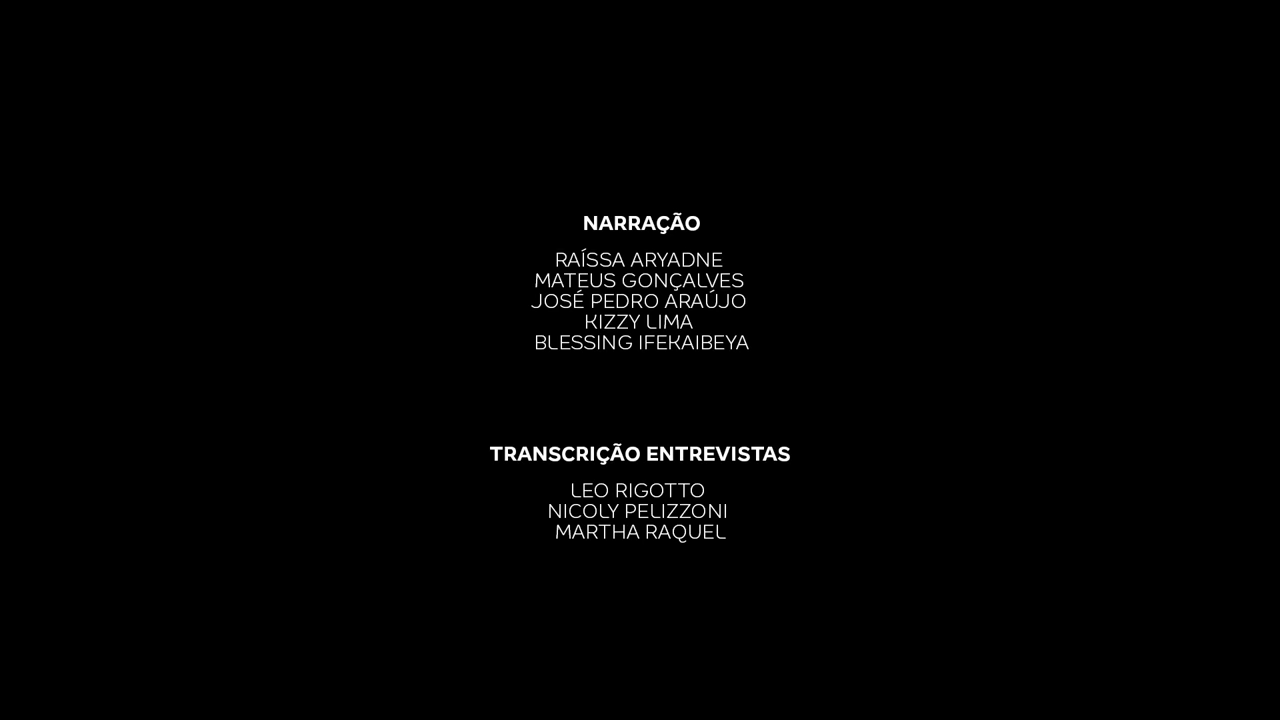 NARRAÇÃO
RAÍSSA ARYADNE
MATEUS GONÇALVES
JOSÉ PEDRO ARAÚJO
KIZZY LIMA
BLESSING IFEKAIBEYA
TRANSCRIÇÃO ENTREVISTAS
LEO RIGOTTO
NICOLY PELIZZONI
MARTHA RAQUEL